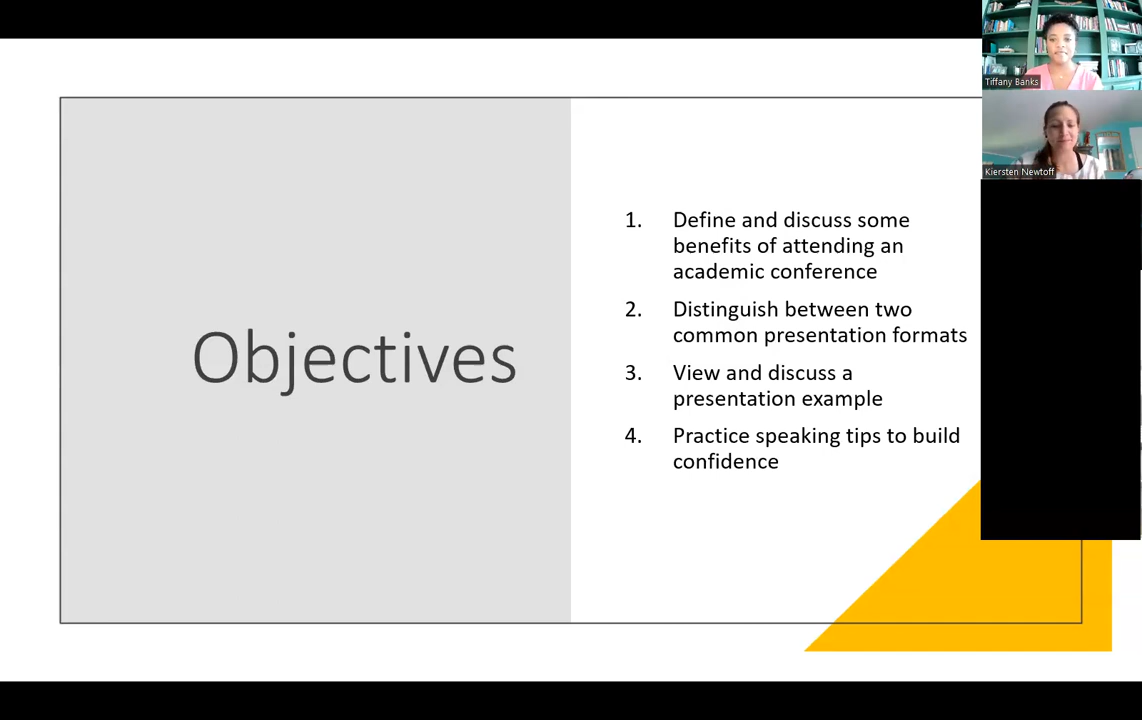 Tiffany Banks
Kiersten Newtoff
Objectives
1. Define and discuss some
benefits of attending an
academic conference
2. Distinguish between two
common presentation formats
3. View and discuss a
presentation example
4. Practice speaking tips to build
confidence